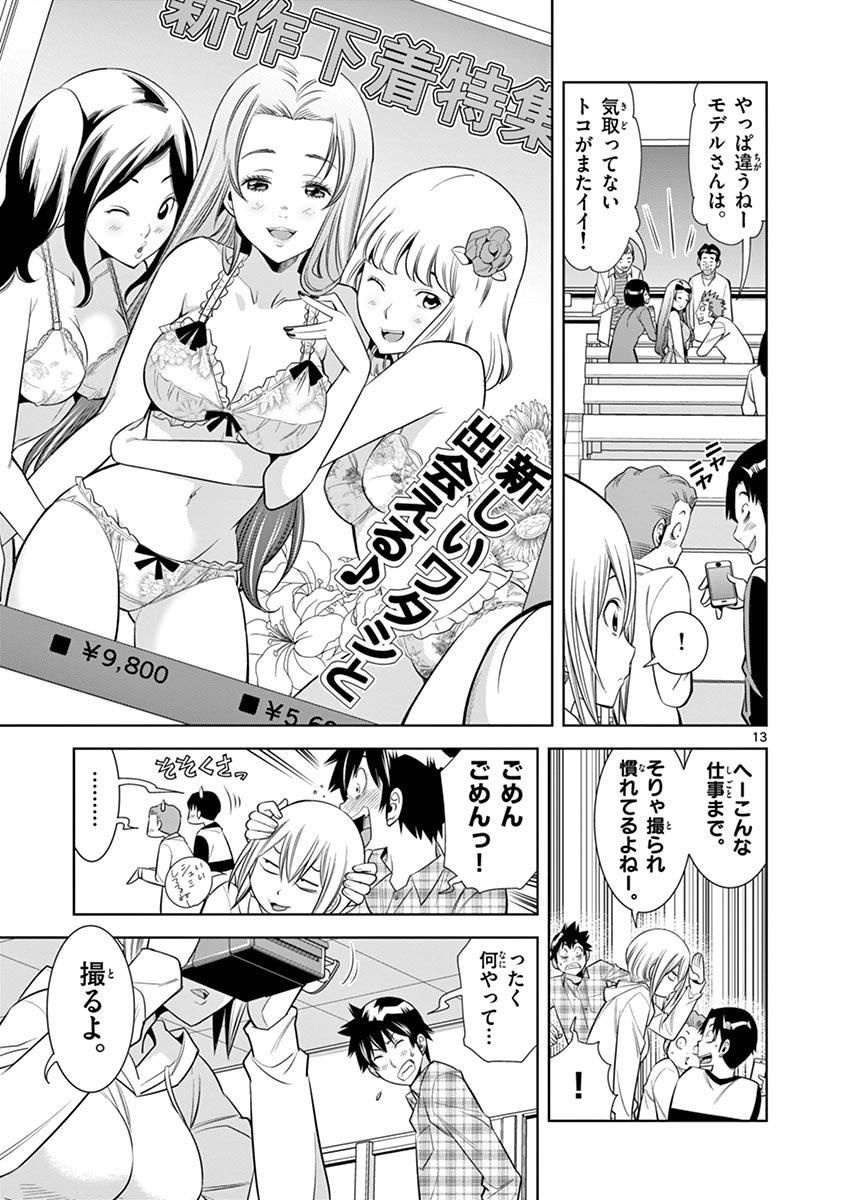 やっぱ違うねー
モデルさんは。
気取ってない
トコがまたイイ！
ニヤ
ニヤ
！
新作下着特集
新しいワタシと
出会える♪
■ ¥9,800
■ ¥5,6
13
へーこんな
仕事まで。
そりゃ撮られ
慣れてるよねー。
！
ごめん
ごめんっ！
そそくさっ
………
ったく
何やって…
撮るよ。